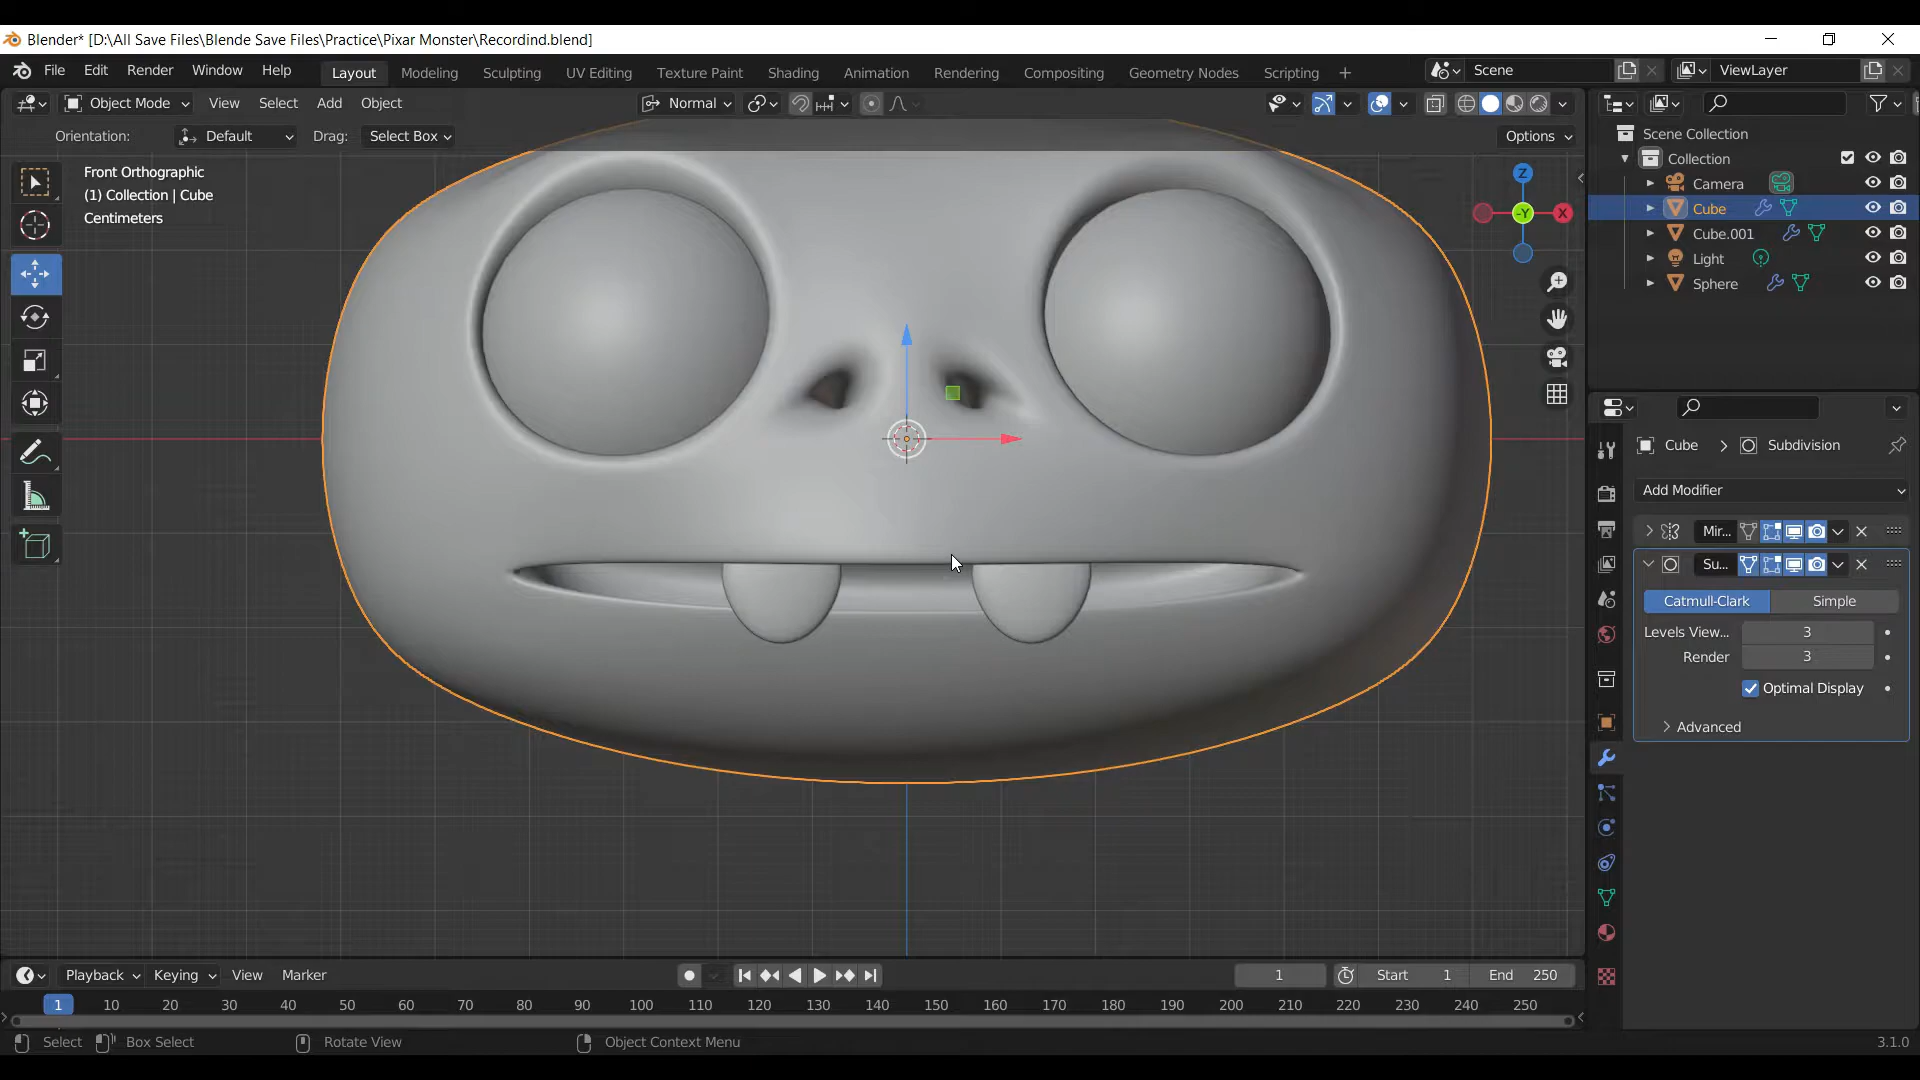 Blender* [D:\All Save Files\Blende Save Files\Practice\Pixar Monster\Recordind.blend]
File Edit Render Window Help Layout Modeling Sculpting UV Editing Texture Paint Shading Animation Rendering Compositing Geometry Nodes Scripting + Scene ViewLayer
Object Mode View Select Add Object Normal
Orientation: Default Drag: Select Box Options
Front Orthographic
(1) Collection | Cube
Centimeters
Z
-Y
X
Scene Collection
Collection
Camera
Cube
Cube.001
Light
Sphere
Cube > Subdivision
Add Modifier
Mir...
Su...
Catmull-Clark Simple
Levels View... 3
Render 3
Optimal Display
Advanced
Playback Keying View Marker 1 Start 1 End 250
1 10 20 30 40 50 60 70 80 90 100 110 120 130 140 150 160 170 180 190 200 210 220 230 240 250
Select Box Select Rotate View Object Context Menu 3.1.0